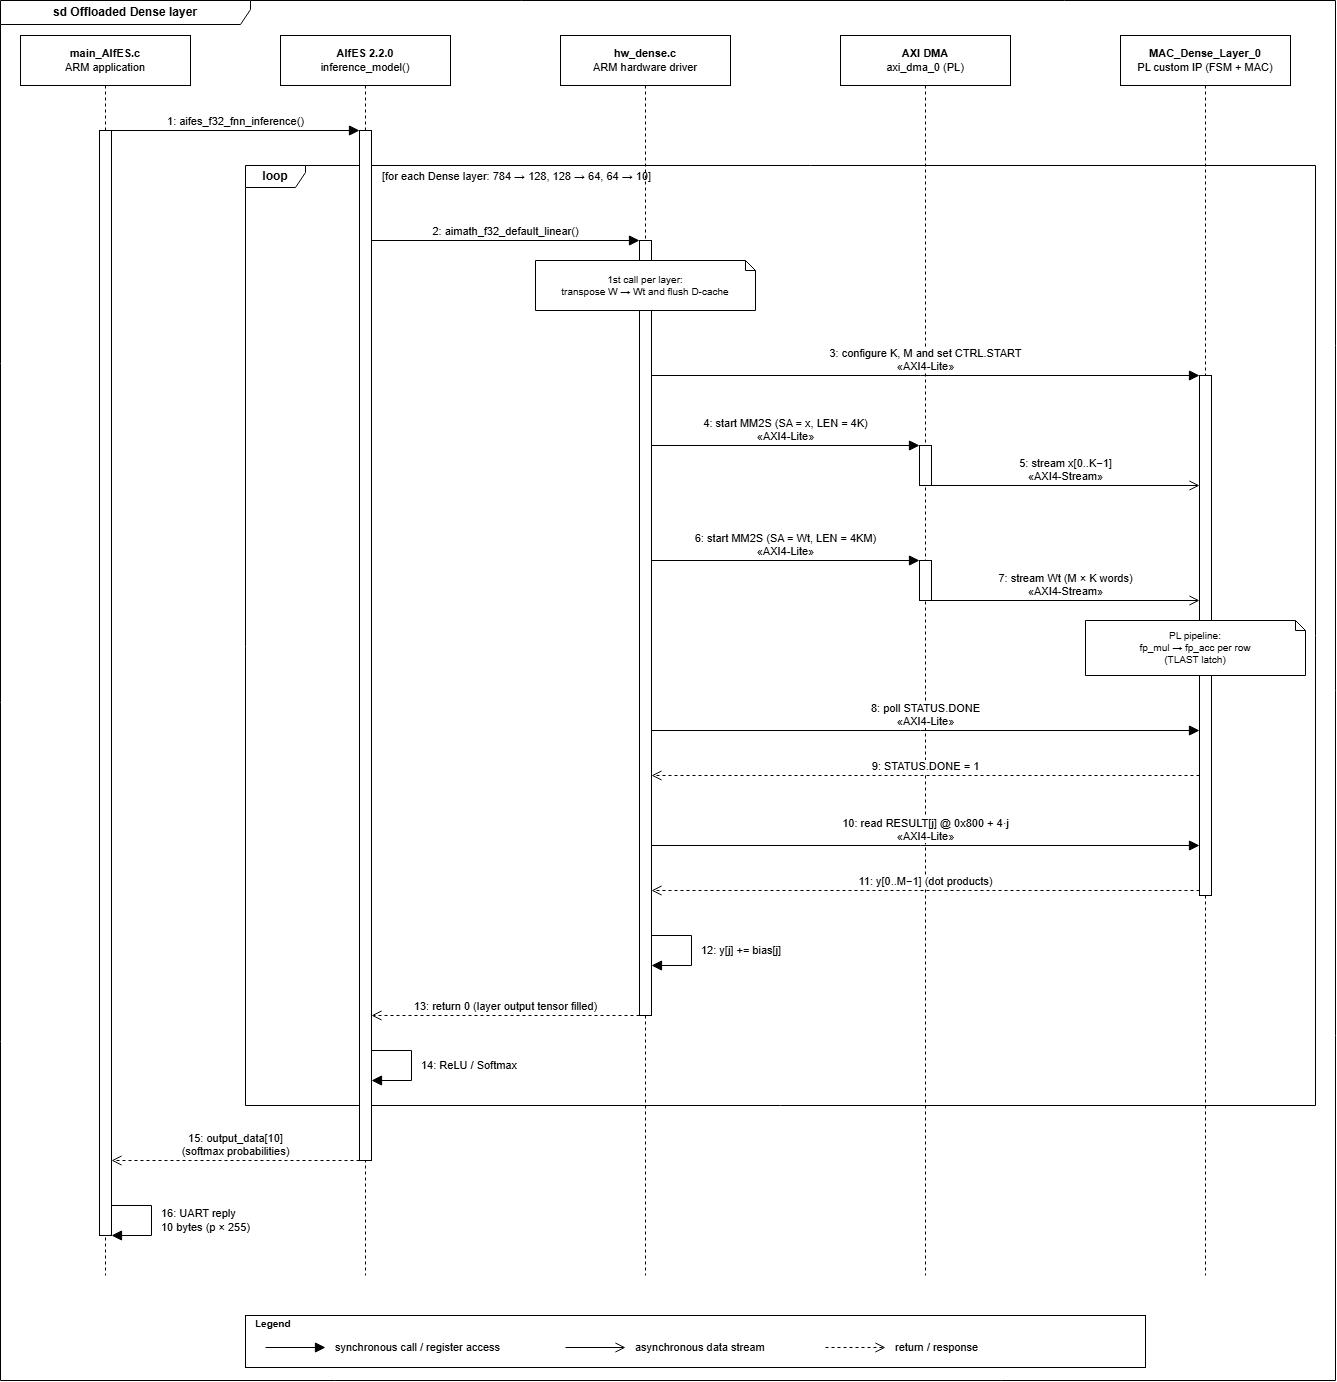 sd Offloaded Dense layer
main_AIfES.c
ARM application
AIfES 2.2.0
inference_model()
hw_dense.c
ARM hardware driver
AXI DMA
axi_dma_0 (PL)
MAC_Dense_Layer_0
PL custom IP (FSM + MAC)
1: aifes_f32_fnn_inference()
loop
[for each Dense layer: 784 → 128, 128 → 64, 64 → 10]
2: aimath_f32_default_linear()
1st call per layer:
transpose W → Wt and flush D-cache
3: configure K, M and set CTRL.START
«AXI4-Lite»
4: start MM2S (SA = x, LEN = 4K)
«AXI4-Lite»
5: stream x[0..K−1]
«AXI4-Stream»
6: start MM2S (SA = Wt, LEN = 4KM)
«AXI4-Lite»
7: stream Wt (M × K words)
«AXI4-Stream»
PL pipeline:
fp_mul → fp_acc per row
(TLAST latch)
8: poll STATUS.DONE
«AXI4-Lite»
9: STATUS.DONE = 1
10: read RESULT[j] @ 0x800 + 4·j
«AXI4-Lite»
11: y[0..M−1] (dot products)
12: y[j] += bias[j]
13: return 0 (layer output tensor filled)
14: ReLU / Softmax
15: output_data[10]
(softmax probabilities)
16: UART reply
10 bytes (p × 255)
Legend
synchronous call / register access
asynchronous data stream
return / response